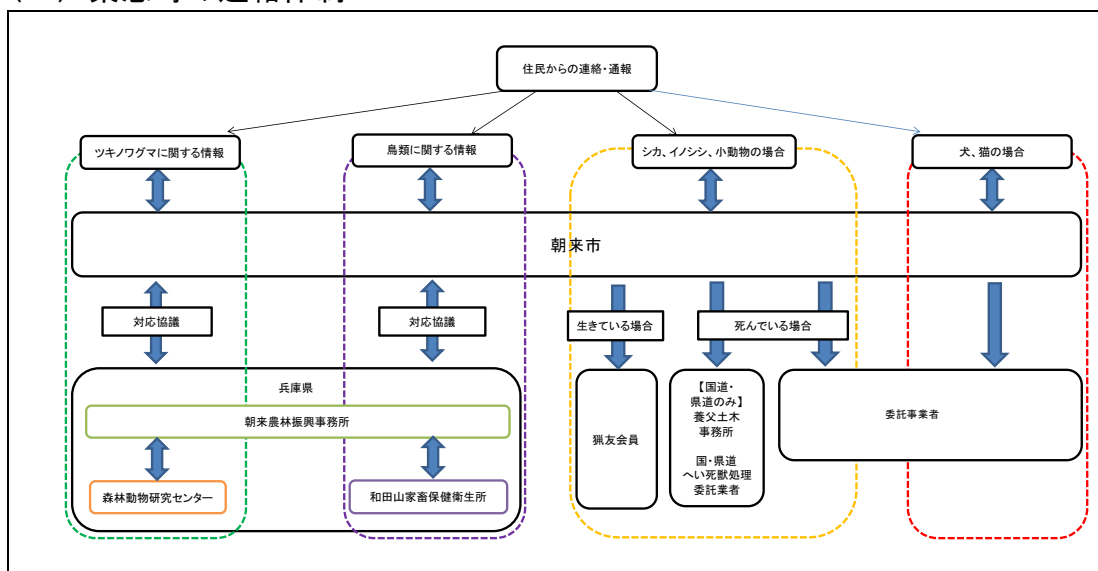 住民からの連絡・通報
ツキノワグマに関する情報
鳥類に関する情報
シカ、イノシシ、小動物の場合
犬、猫の場合
朝来市
対応協議
対応協議
生きている場合
死んでいる場合
兵庫県
朝来農林振興事務所
森林動物研究センター
和田山家畜保健衛生所
猟友会員
【国道・
県道のみ】
養父土木
事務所
国・県道
へい死獣処理
委託業者
委託事業者